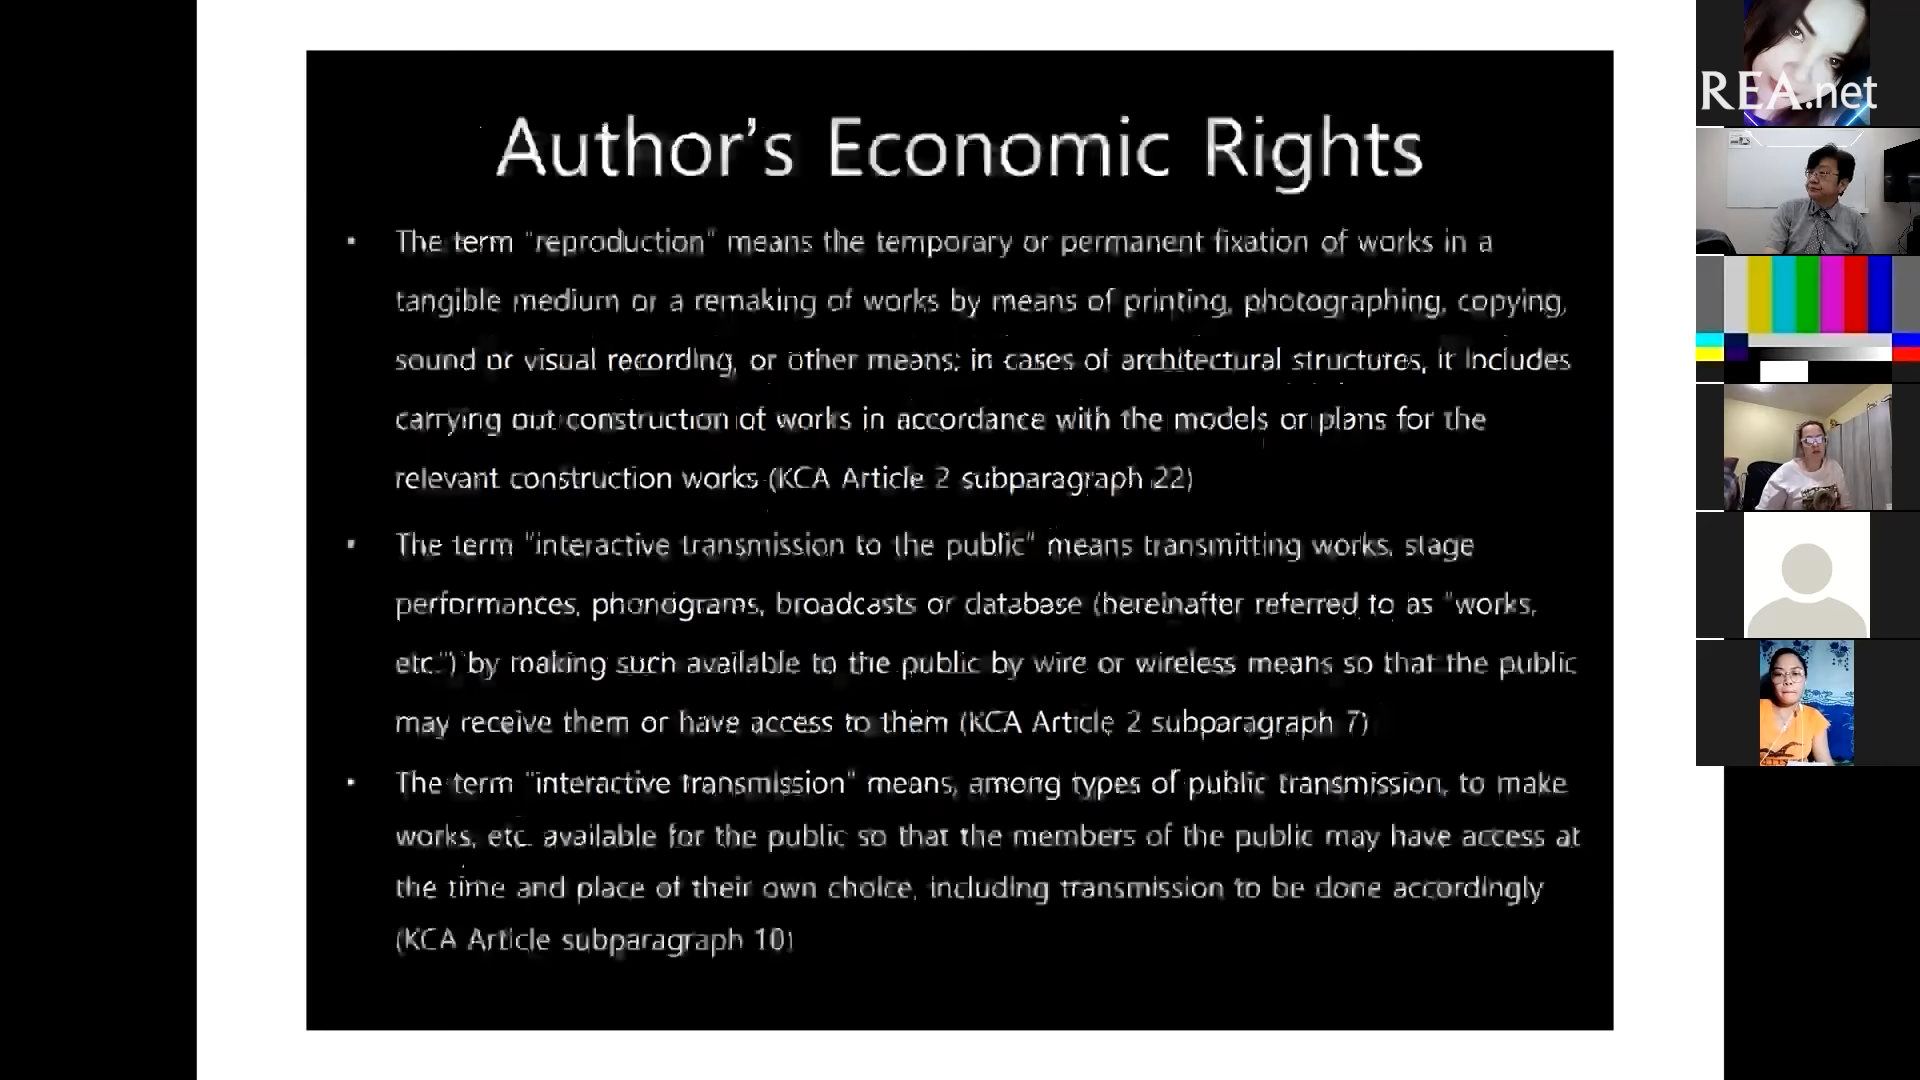 Author's Economic Rights
▪ The term "reproduction" means the temporary or permanent fixation of works in a
tangible medium or a remaking of works by means of printing, photographing, copying,
sound or visual recording, or other means; in cases of architectural structures, it includes
carrying out construction of works in accordance with the models or plans for the
relevant construction works (KCA Article 2 subparagraph 22)
▪ The term "interactive transmission to the public" means transmitting works, stage
performances, phonograms, broadcasts or database (hereinafter referred to as "works,
etc.") by making such available to the public by wire or wireless means so that the public
may receive them or have access to them (KCA Article 2 subparagraph 7)
▪ The term "interactive transmission" means, among types of public transmission, to make
works, etc. available for the public so that the members of the public may have access at
the time and place of their own choice, including transmission to be done accordingly
(KCA Article subparagraph 10)
REA.net